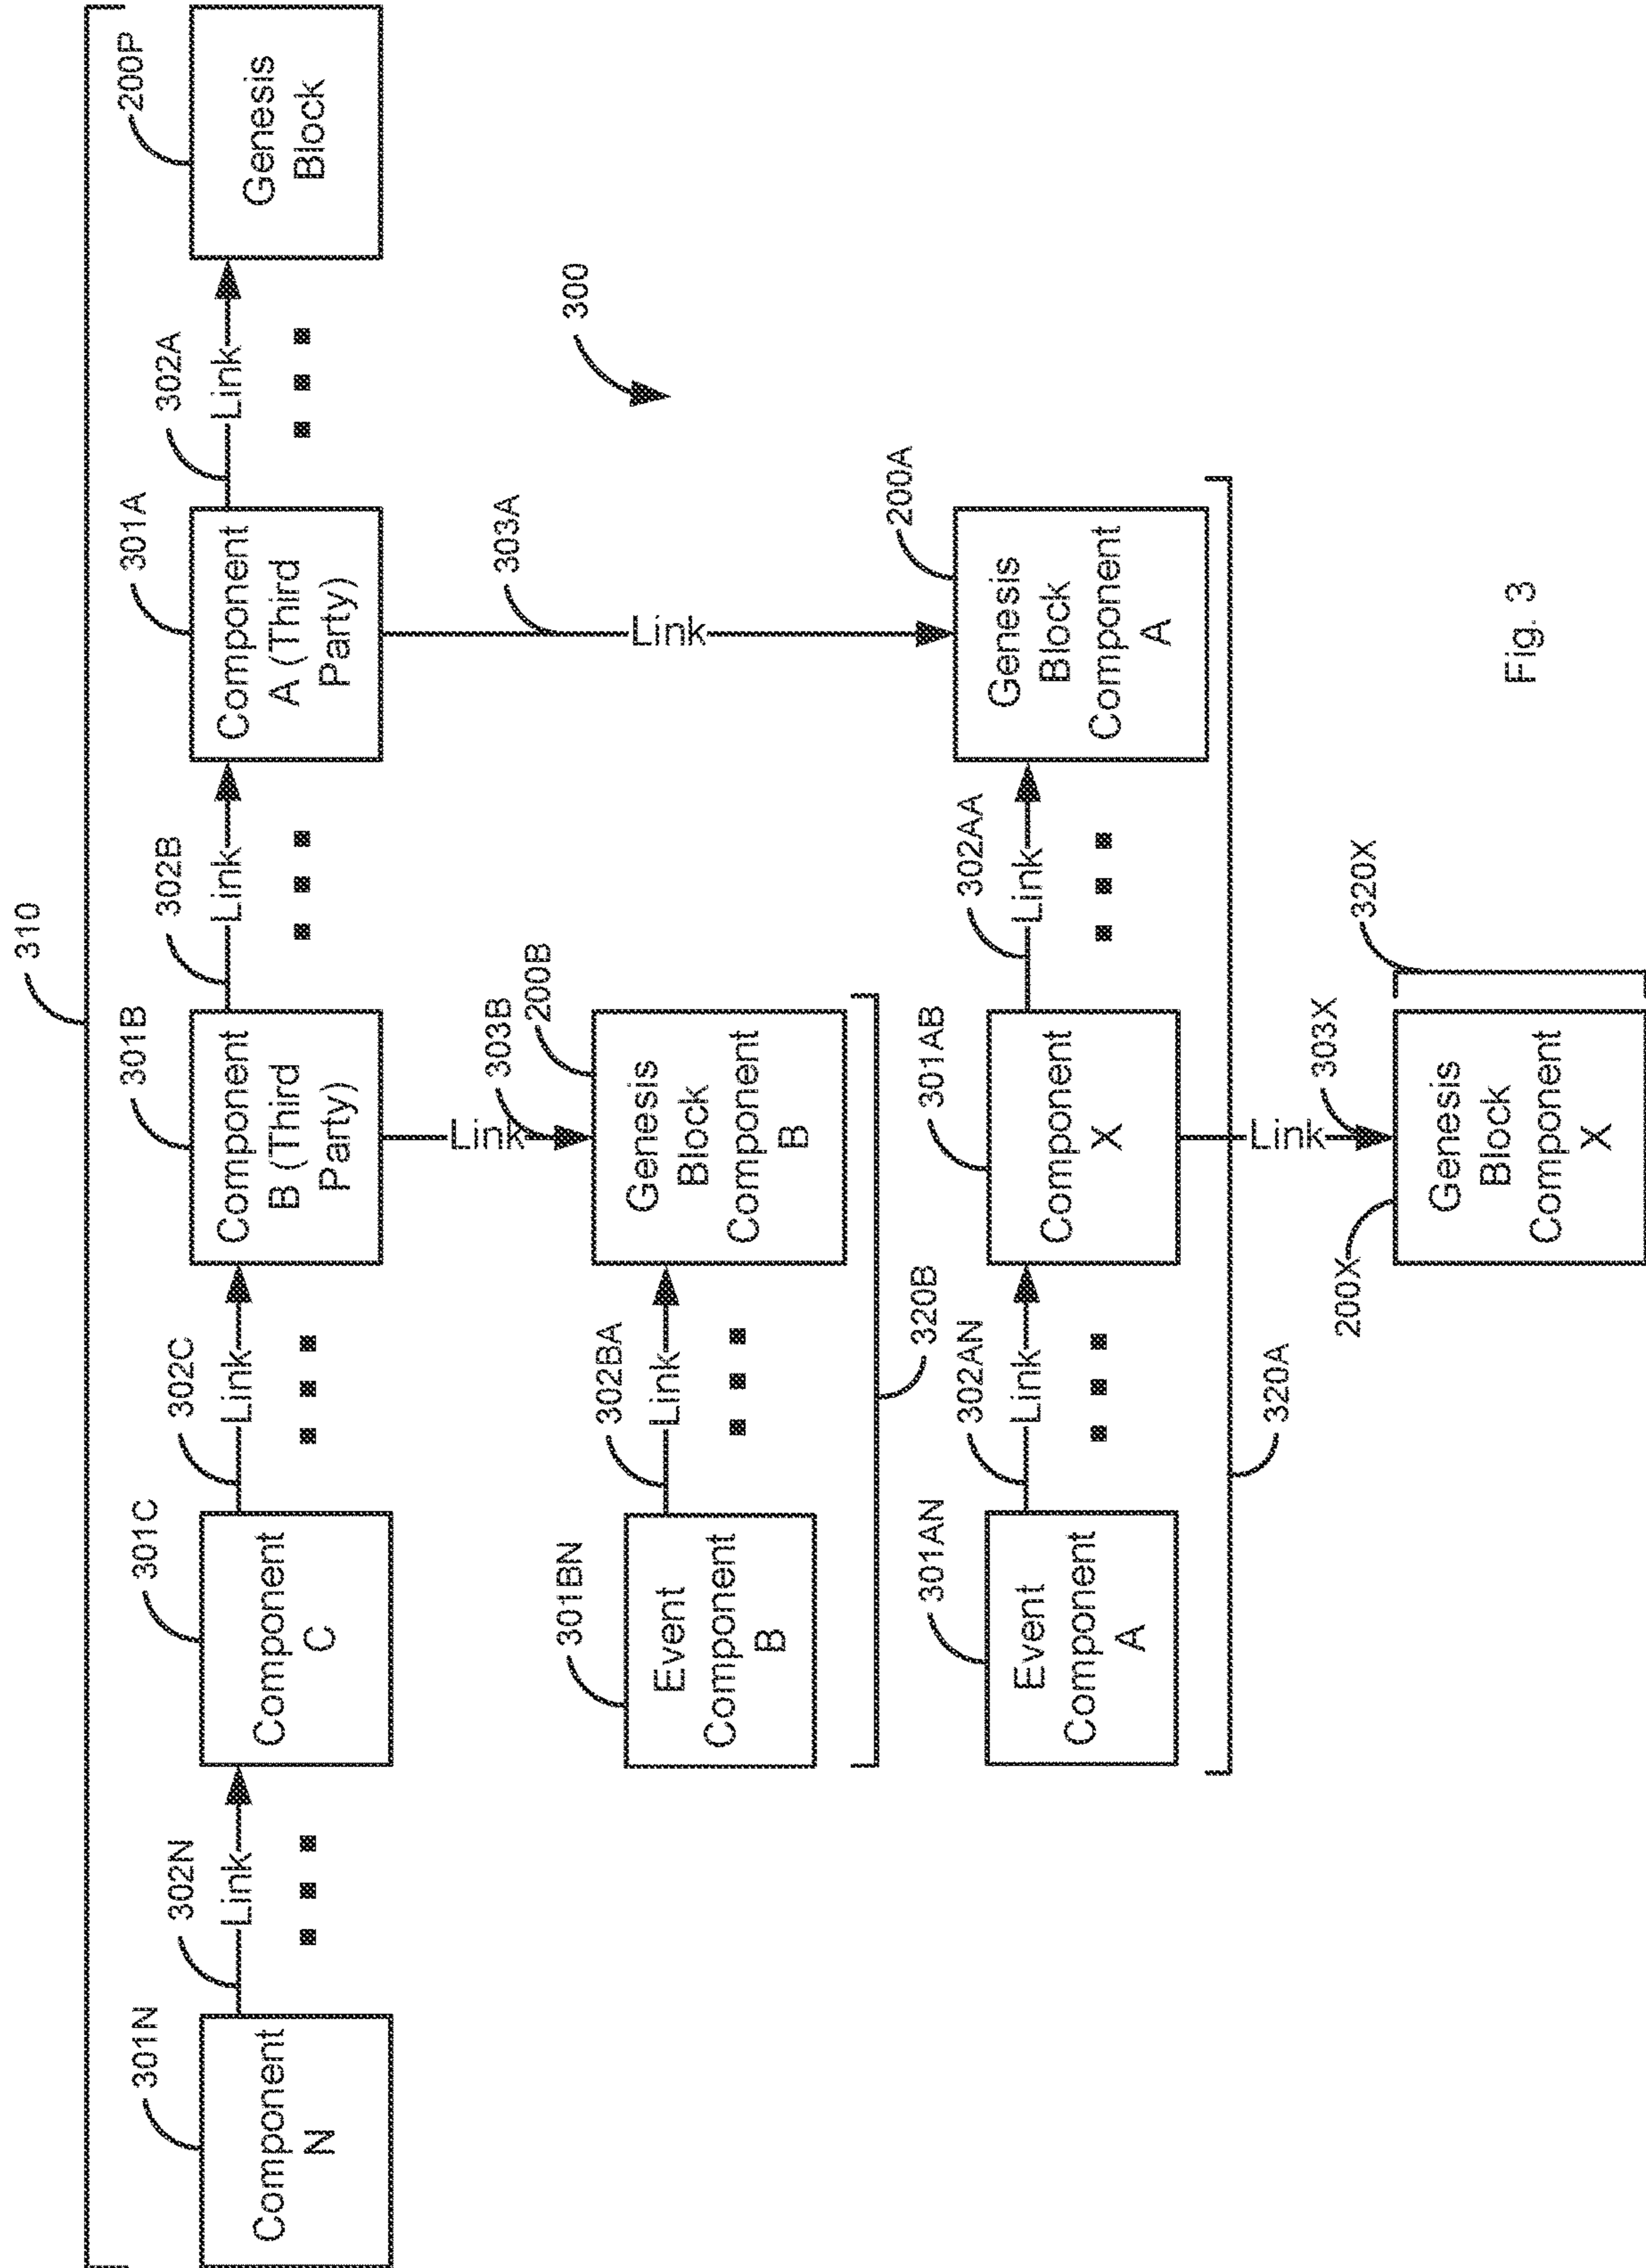 310
301N
302N
301C
302C
301B
302B
301A
302A
200P
Component
N
Link
Component
C
Link
Component
B (Third
Party)
Link
Component
A (Third
Party)
Link
Genesis
Block
300
303B
200B
303A
Link
Link
301BN
302BA
Event
Component
B
Link
Genesis
Block
Component
B
320B
301AN
302AN
301AB
302AA
200A
Event
Component
A
Link
Component
X
Link
Genesis
Block
Component
A
320A
Link
303X
320X
200X
Genesis
Block
Component
X
Fig. 3